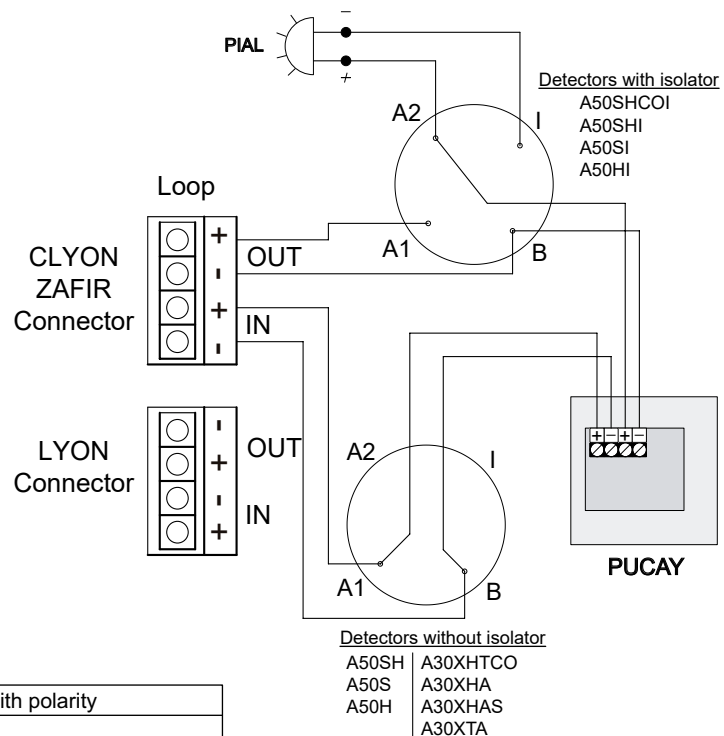 −
PIAL
+
Detectors with isolator
A50SHCOI
A50SHI
A50SI
A50HI
A2
I
Loop
A1
B
CLYON
ZAFIR
Connector
+
OUT
-
+
IN
-
LYON
Connector
-
OUT
+
-
IN
+
A2
I
A1
B
+ − + −
PUCAY
Detectors without isolator
A50SH A30XHTCO
A50S A30XHA
A50H A30XHAS
A30XTA
ith polarity